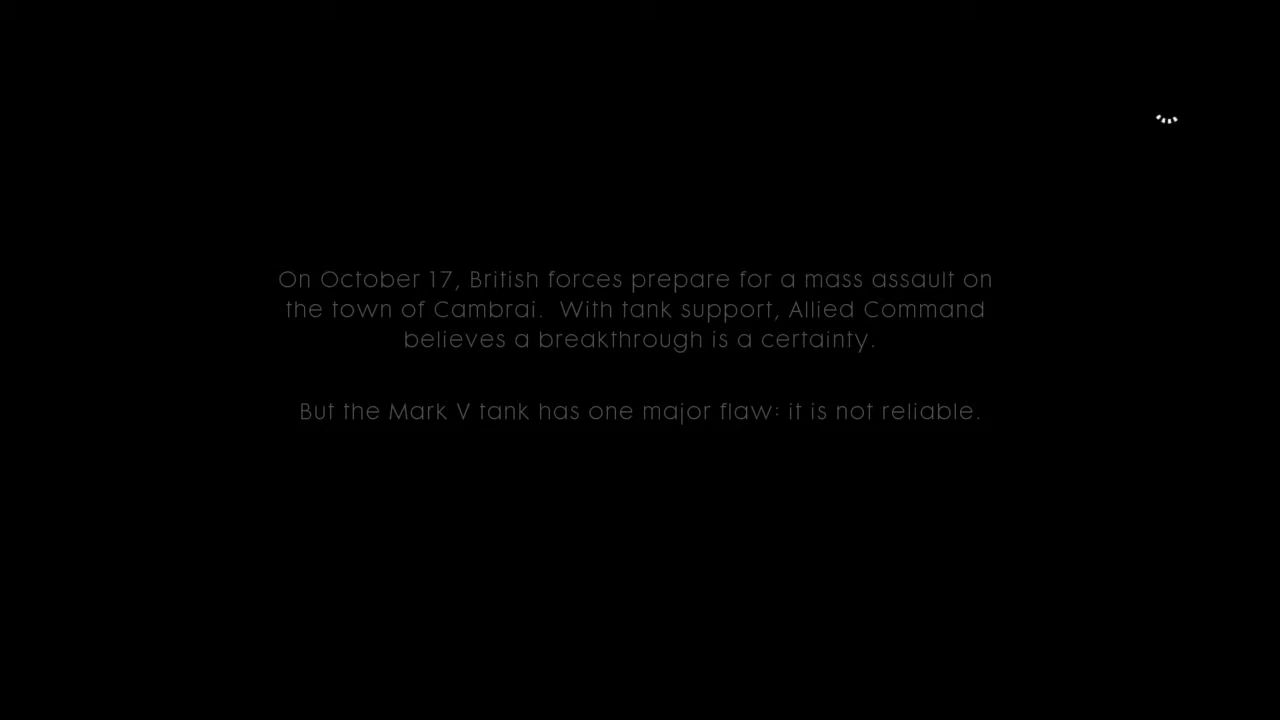 On October 17, British forces prepare for a mass assault on
the town of Cambrai.  With tank support, Allied Command
believes a breakthrough is a certainty.
But the Mark V tank has one major flaw: it is not reliable.